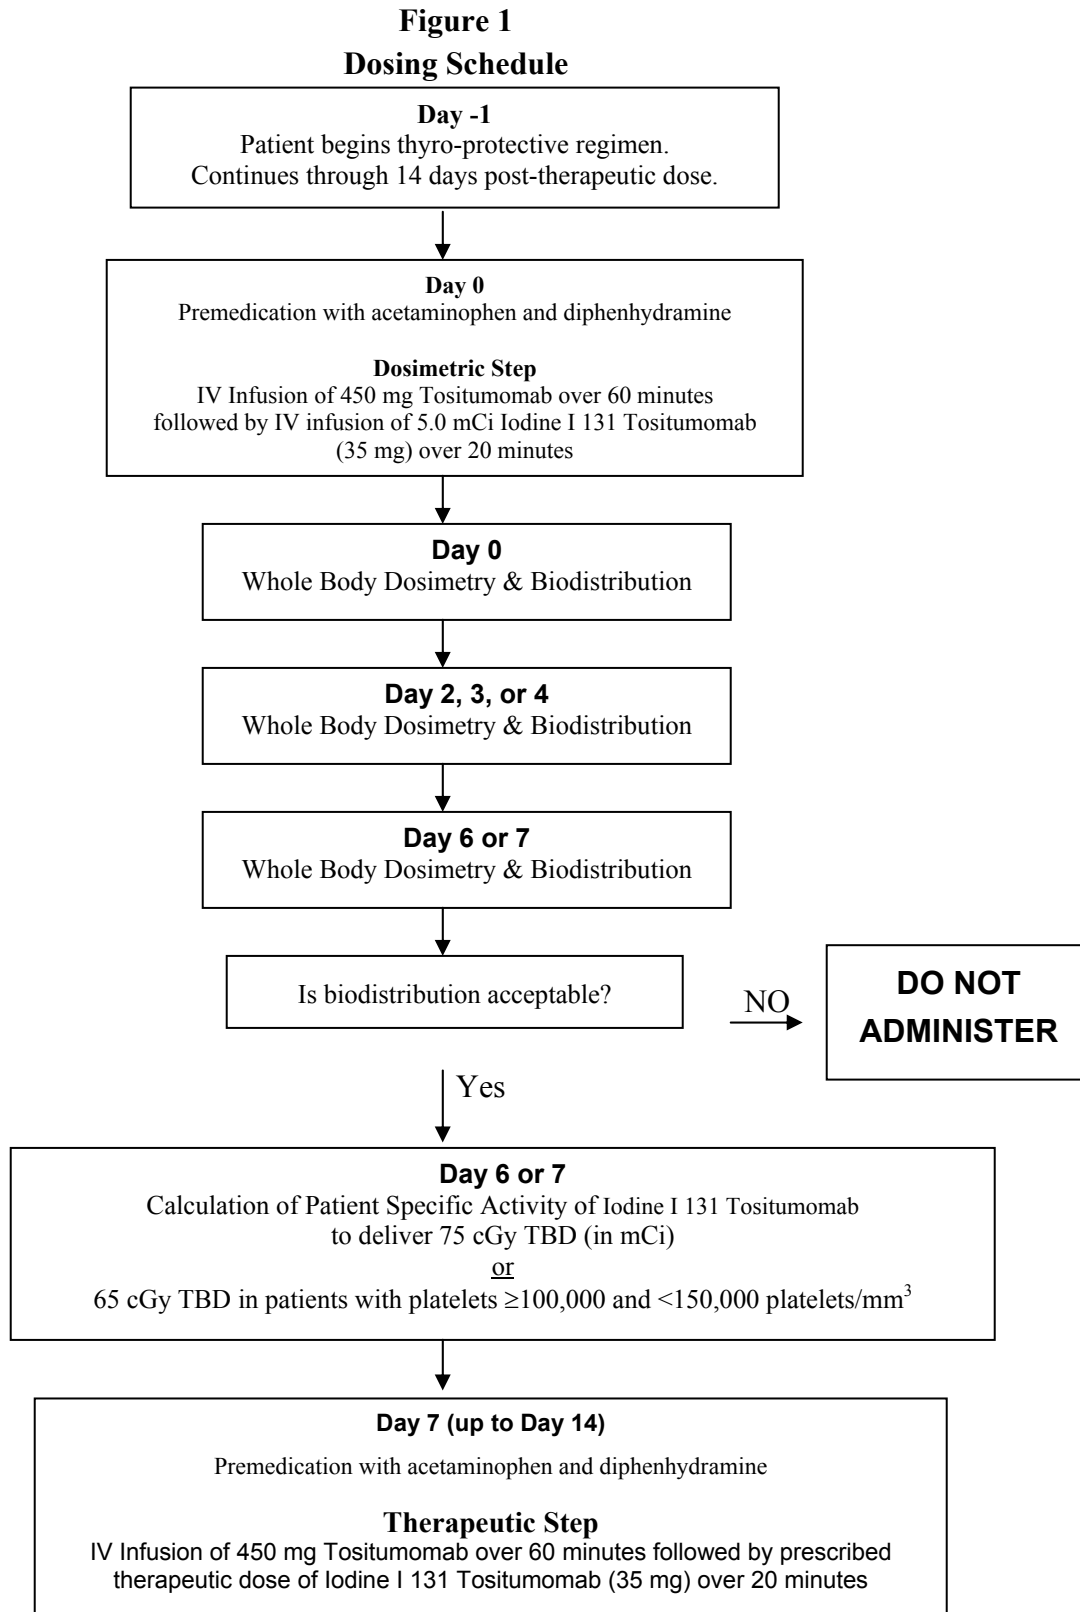 Figure 1
Dosing Schedule
Day -1
Patient begins thyro-protective regimen.
Continues through 14 days post-therapeutic dose.
Day 0
Premedication with acetaminophen and diphenhydramine
Dosimetric Step
IV Infusion of 450 mg Tositumomab over 60 minutes
followed by IV infusion of 5.0 mCi Iodine I 131 Tositumomab
(35 mg) over 20 minutes
Day 0
Whole Body Dosimetry & Biodistribution
Day 2, 3, or 4
Whole Body Dosimetry & Biodistribution
Day 6 or 7
Whole Body Dosimetry & Biodistribution
Is biodistribution acceptable?
NO
DO NOT
ADMINISTER
Yes
Day 6 or 7
Calculation of Patient Specific Activity of Iodine I 131 Tositumomab
to deliver 75 cGy TBD (in mCi)
or
65 cGy TBD in patients with platelets ≥100,000 and <150,000 platelets/mm³
Day 7 (up to Day 14)
Premedication with acetaminophen and diphenhydramine
Therapeutic Step
IV Infusion of 450 mg Tositumomab over 60 minutes followed by prescribed
therapeutic dose of Iodine I 131 Tositumomab (35 mg) over 20 minutes